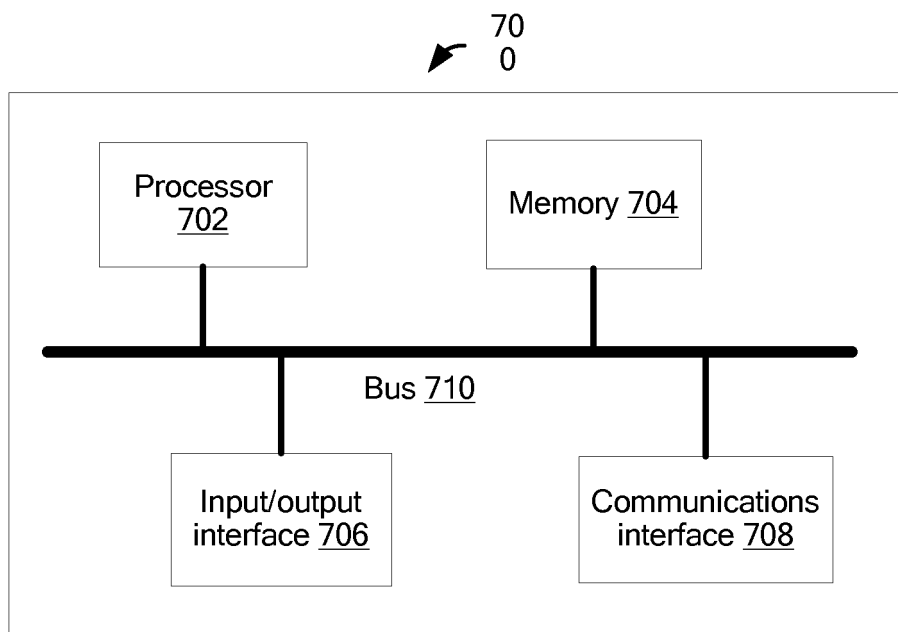 70
0
Processor
702
Memory 704
Bus 710
Input/output
interface 706
Communications
interface 708